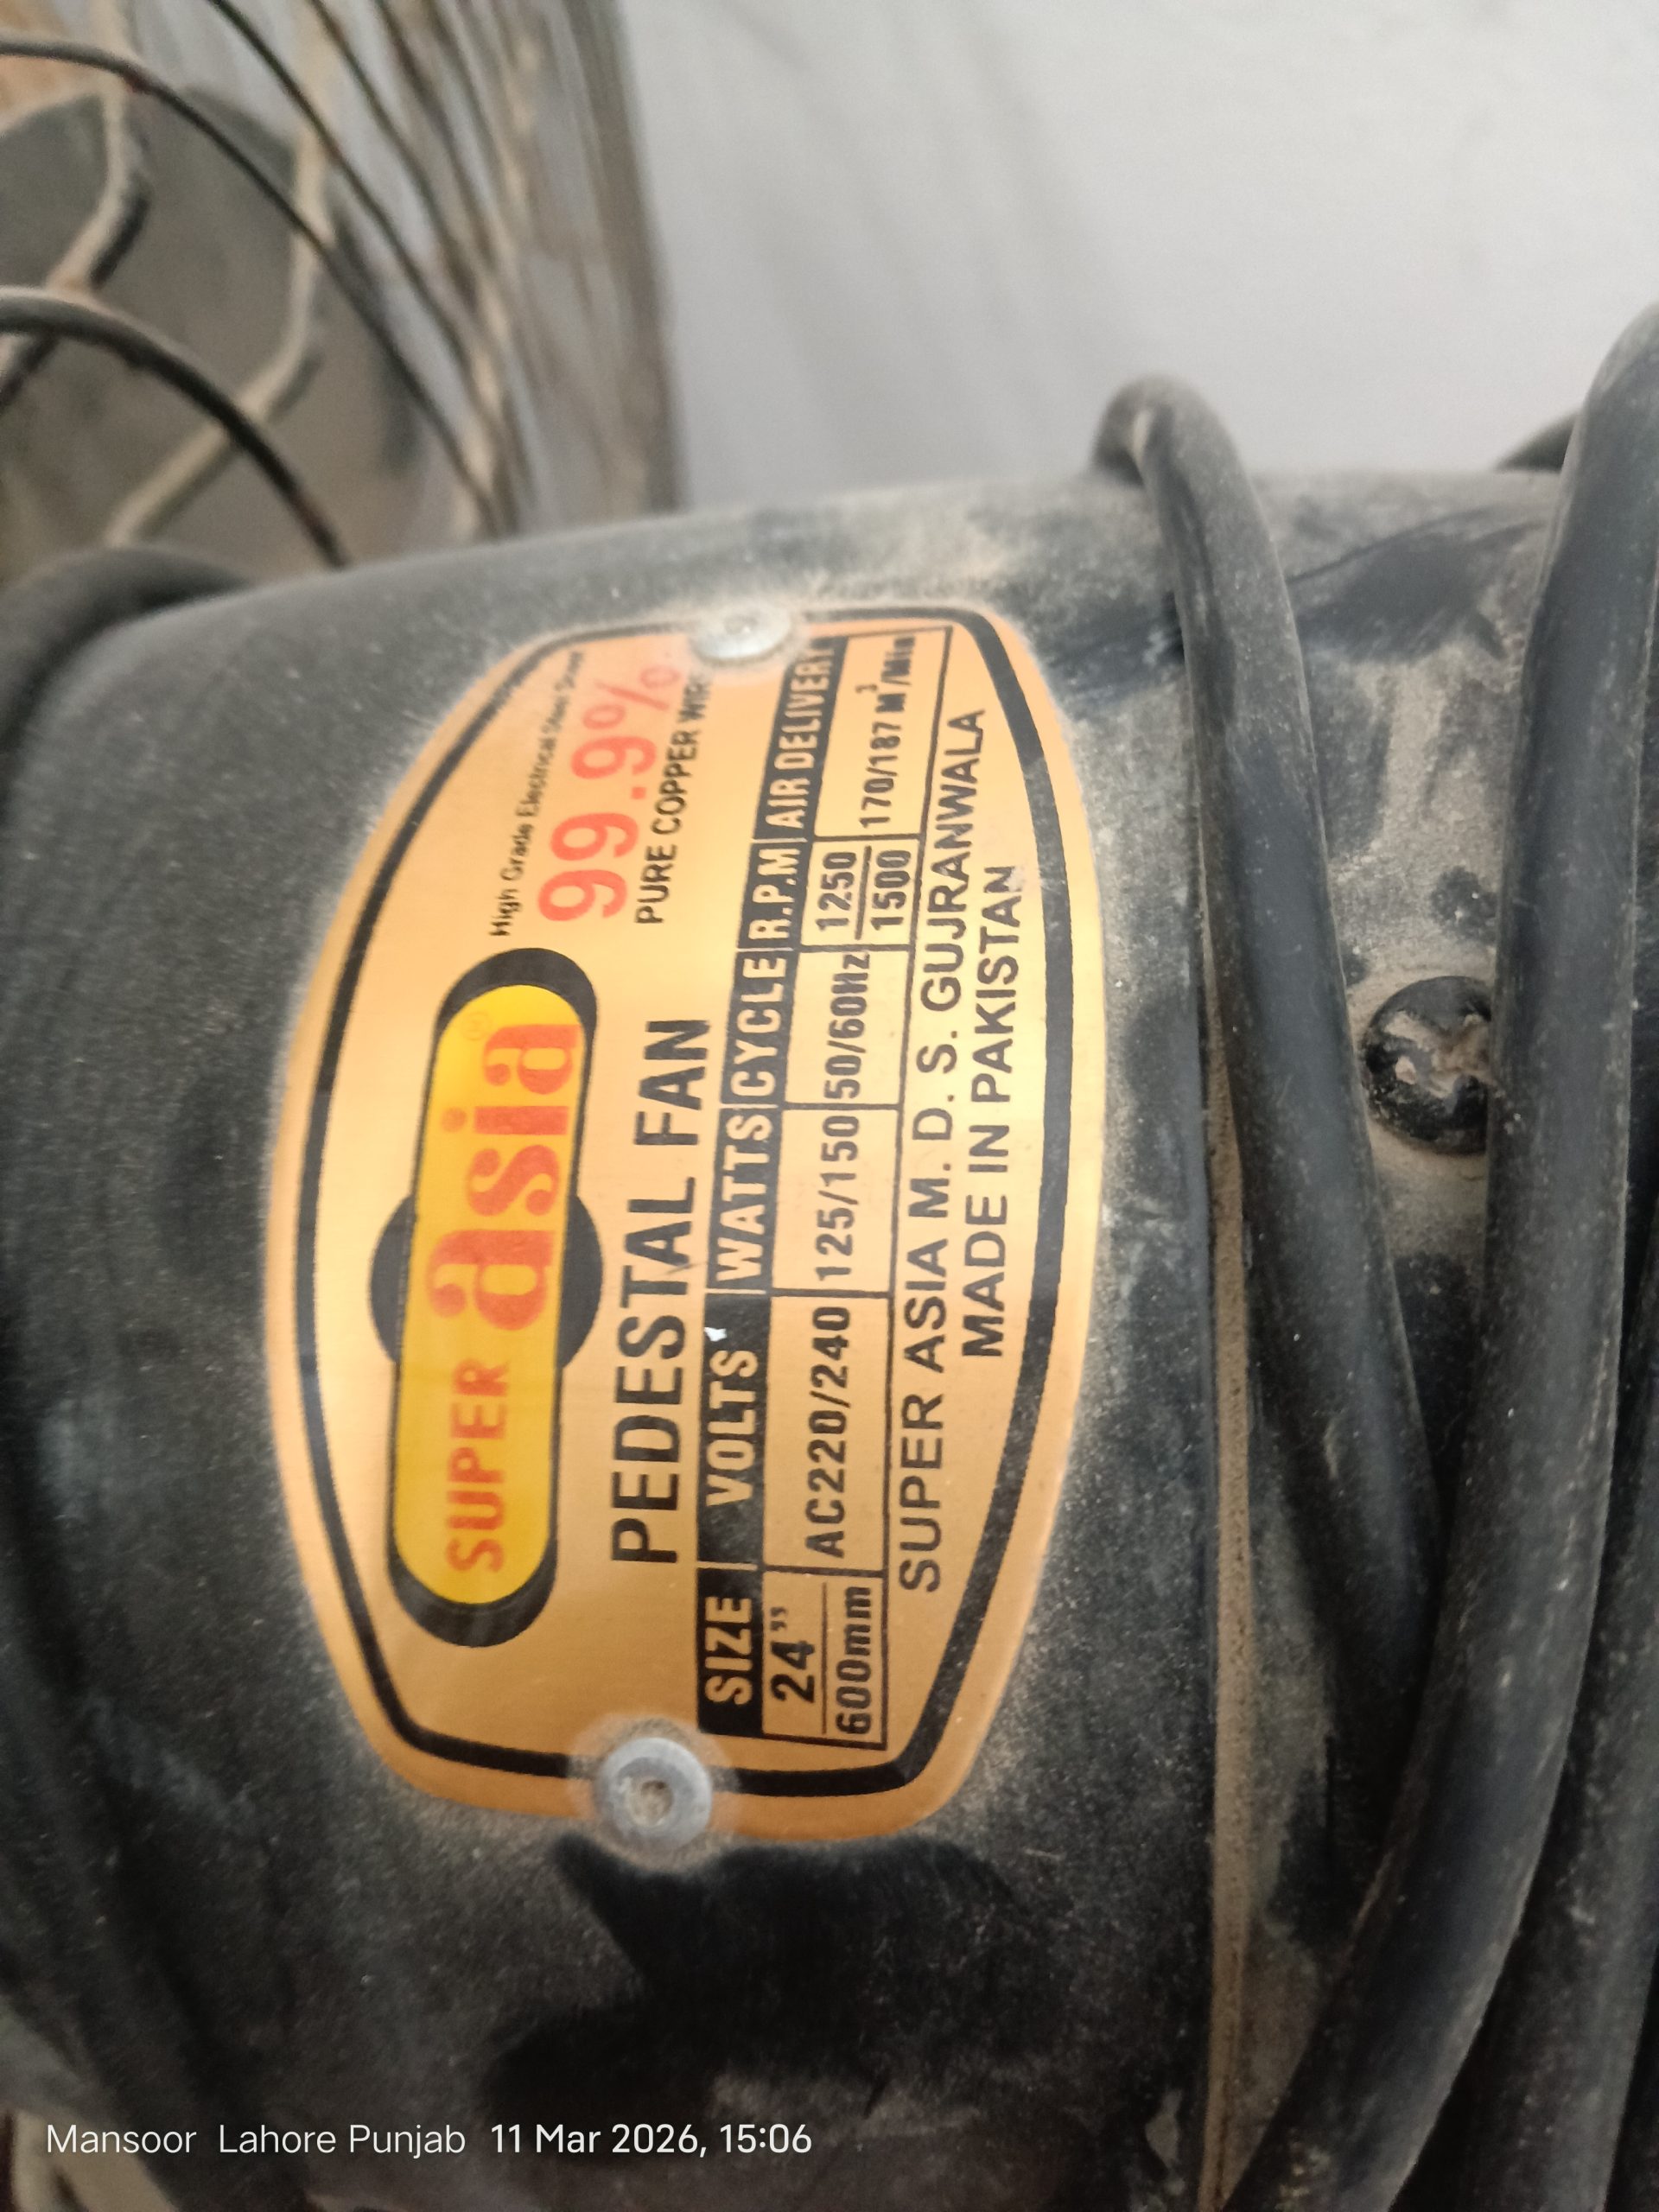 SUPER asia ®
High Grade Electrical Steel Sheet
99.9%
PURE COPPER WIRE
PEDESTAL FAN
SIZE VOLTS WATTS CYCLE R.P.M AIR DELIVERY
24” AC220/240 125/150 50/60Hz 1250 170/187 M³/Min
600mm 1500
SUPER ASIA M. D. S. GUJRANWALA
MADE IN PAKISTAN
Mansoor Lahore Punjab 11 Mar 2026, 15:06